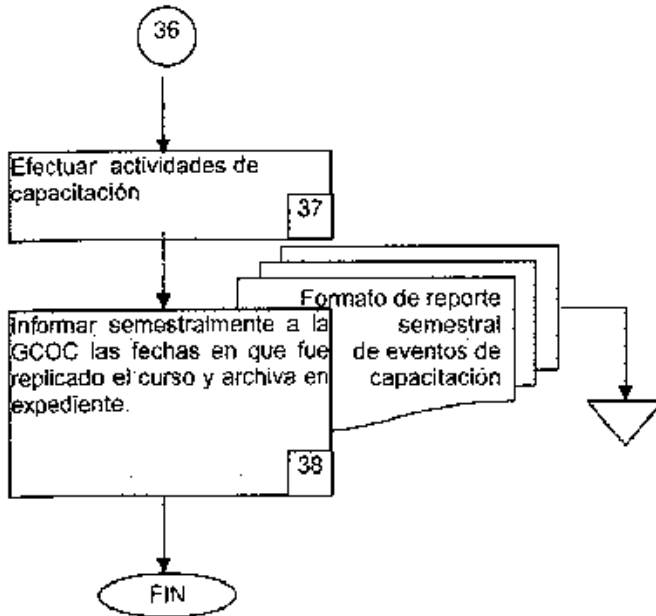 36
Efectuar actividades de
capacitación
37
Informar semestralmente a la
GCOC las fechas en que fue
replicado el curso y archiva en
expediente.
38
Formato de reporte
semestral
de eventos de
capacitación
FIN